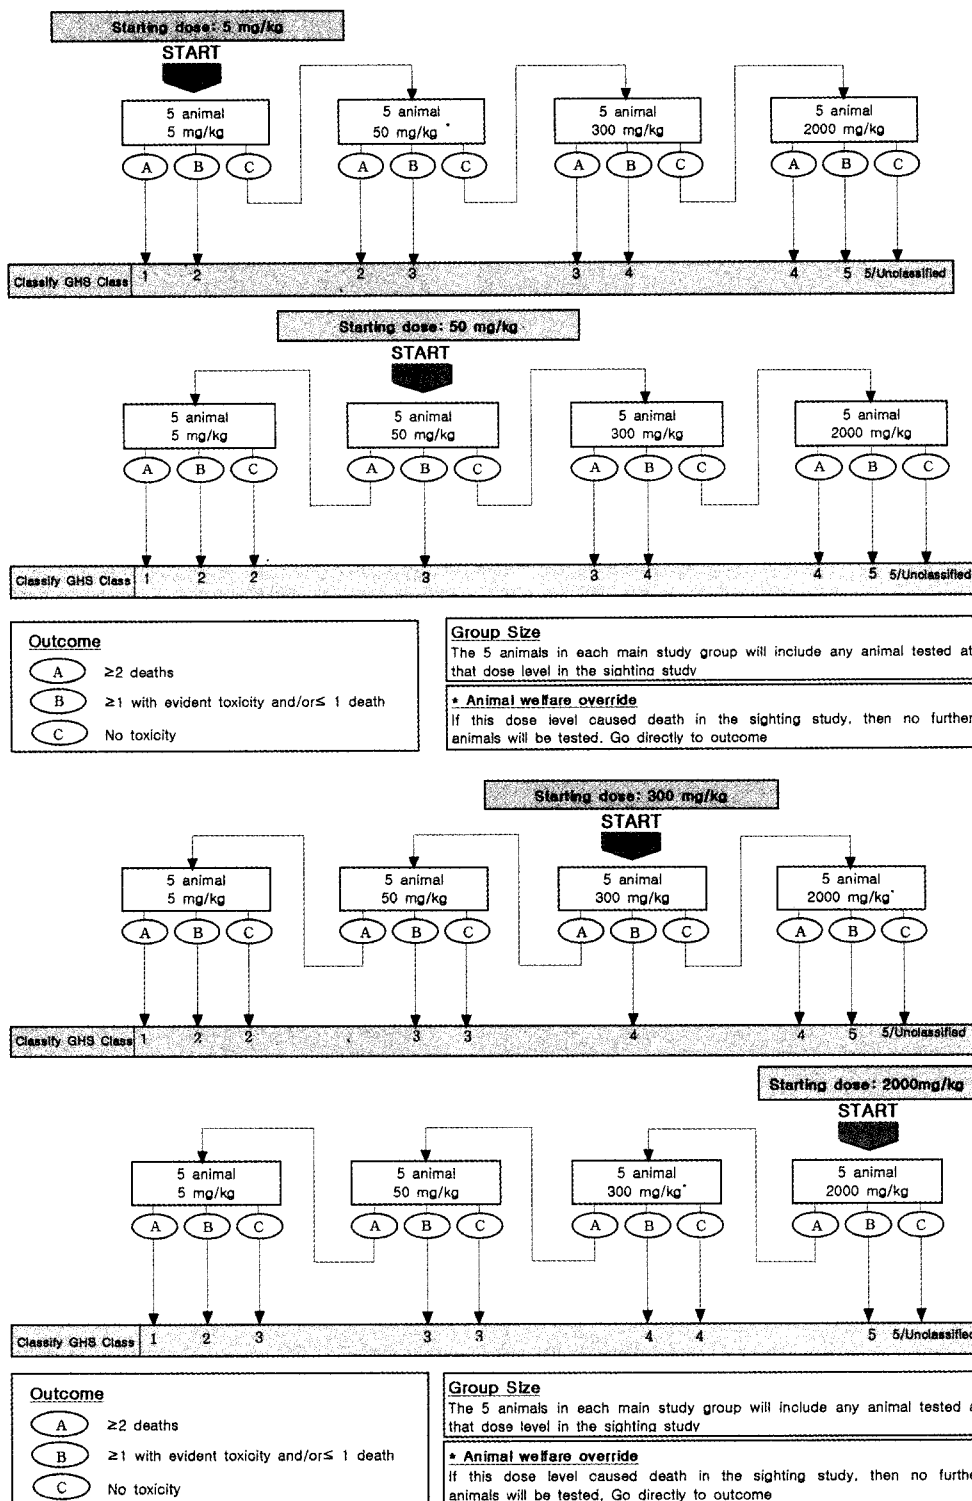 Starting dose: 5 mg/kg
START
5 animal
5 mg/kg
5 animal
50 mg/kg *
5 animal
300 mg/kg
5 animal
2000 mg/kg
A B C A B C A B C A B C
Classify GHS Class 1 2 2 3 3 4 4 5 5/Unclassified
Starting dose: 50 mg/kg
START
5 animal
5 mg/kg
5 animal
50 mg/kg
5 animal
300 mg/kg
5 animal
2000 mg/kg
A B C A B C A B C A B C
Classify GHS Class 1 2 2 3 3 4 4 5 5/Unclassified
Outcome
A ≥2 deaths
B ≥1 with evident toxicity and/or≤ 1 death
C No toxicity
Group Size
The 5 animals in each main study group will include any animal tested at
that dose level in the sighting study
* Animal welfare override
If this dose level caused death in the sighting study, then no further
animals will be tested. Go directly to outcome
Starting dose: 300 mg/kg
START
5 animal
5 mg/kg
5 animal
50 mg/kg
5 animal
300 mg/kg
5 animal
2000 mg/kg*
A B C A B C A B C A B C
Classify GHS Class 1 2 2 3 3 4 4 5 5/Unclassified
Starting dose: 2000mg/kg
START
5 animal
5 mg/kg
5 animal
50 mg/kg
5 animal
300 mg/kg*
5 animal
2000 mg/kg
A B C A B C A B C A B C
Classify GHS Class 1 2 3 3 3 4 4 5 5/Unclassified
Outcome
A ≥2 deaths
B ≥1 with evident toxicity and/or≤ 1 death
C No toxicity
Group Size
The 5 animals in each main study group will include any animal tested a
that dose level in the sighting study
* Animal welfare override
If this dose level caused death in the sighting study, then no furthe
animals will be tested. Go directly to outcome